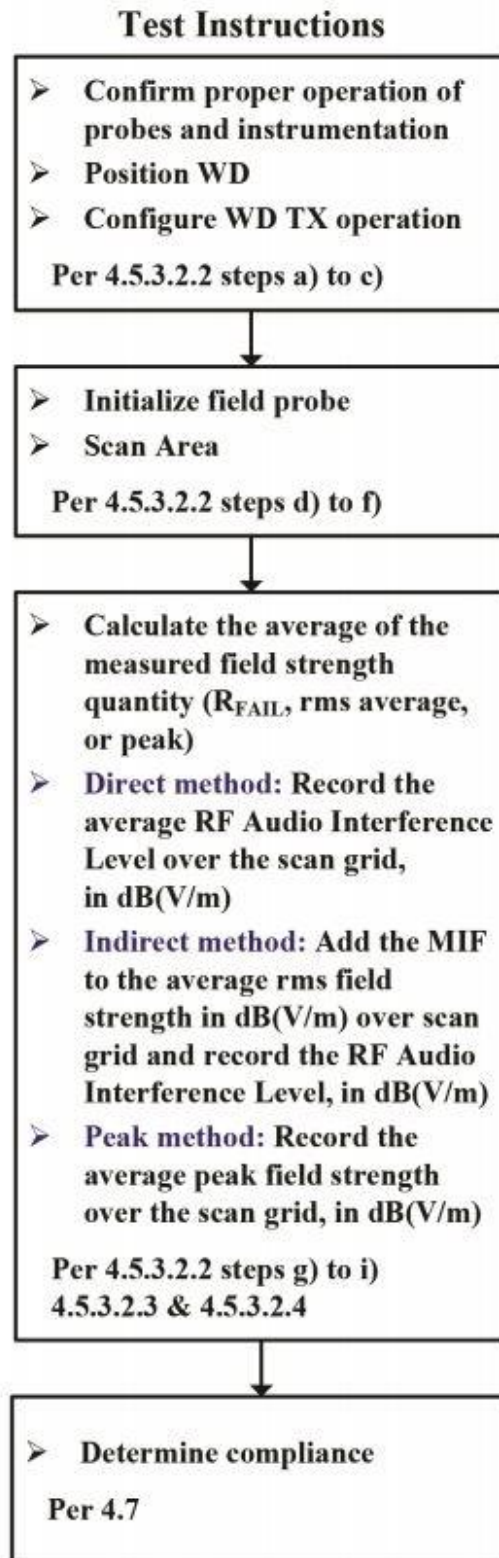 Test Instructions
➢ Confirm proper operation of
probes and instrumentation
➢ Position WD
➢ Configure WD TX operation
Per 4.5.3.2.2 steps a) to c)
➢ Initialize field probe
➢ Scan Area
Per 4.5.3.2.2 steps d) to f)
➢ Calculate the average of the
measured field strength
quantity (R_FAIL, rms average,
or peak)
➢ Direct method: Record the
average RF Audio Interference
Level over the scan grid,
in dB(V/m)
➢ Indirect method: Add the MIF
to the average rms field
strength in dB(V/m) over scan
grid and record the RF Audio
Interference Level, in dB(V/m)
➢ Peak method: Record the
average peak field strength
over the scan grid, in dB(V/m)
Per 4.5.3.2.2 steps g) to i)
4.5.3.2.3 & 4.5.3.2.4
➢ Determine compliance
Per 4.7